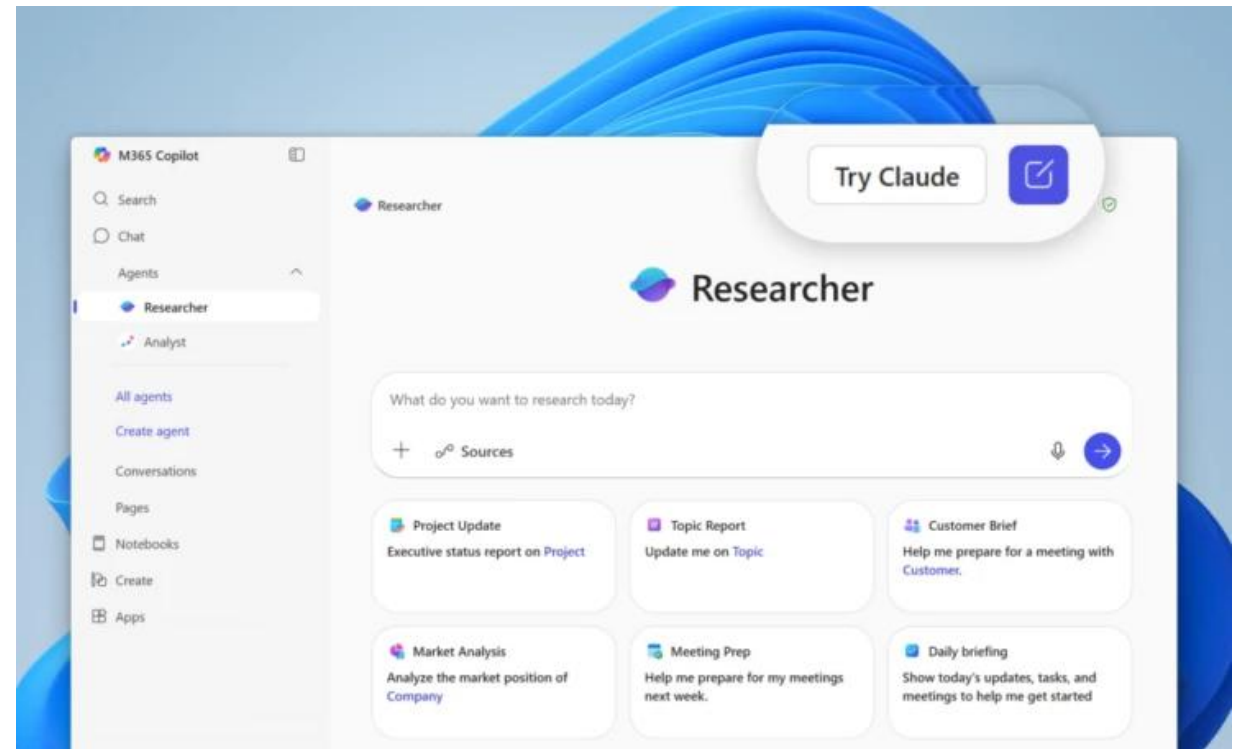 M365 Copilot
Search
Chat
Agents
Researcher
Analyst
All agents
Create agent
Conversations
Pages
Notebooks
Create
Apps
Researcher
Try Claude
Researcher
What do you want to research today?
Sources
Project Update
Executive status report on Project
Topic Report
Update me on Topic
Customer Brief
Help me prepare for a meeting with
Customer.
Market Analysis
Analyze the market position of
Company
Meeting Prep
Help me prepare for my meetings
next week.
Daily briefing
Show today's updates, tasks, and
meetings to help me get started